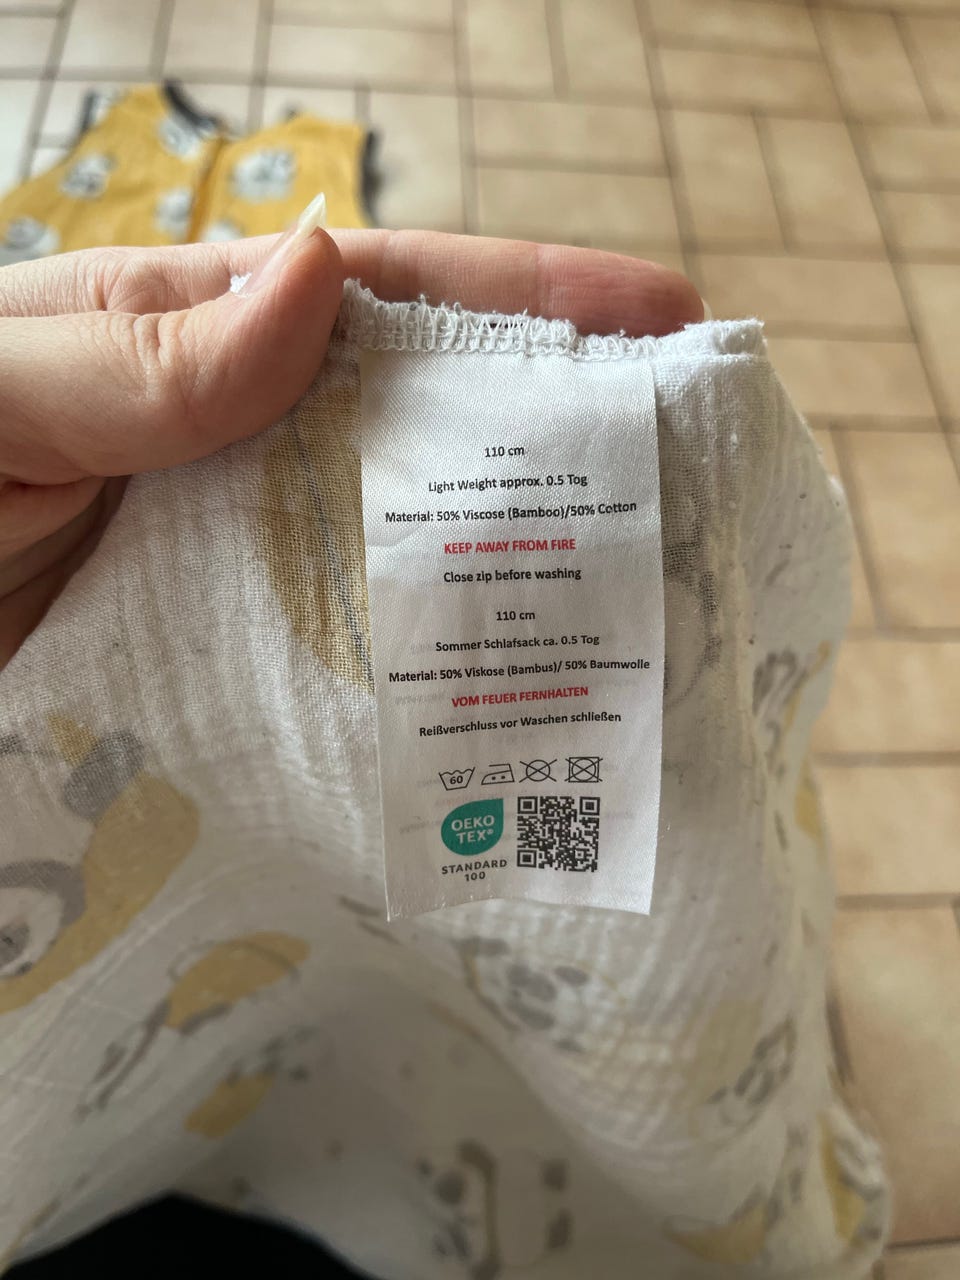 110 cm
Light Weight approx. 0.5 Tog
Material: 50% Viscose (Bamboo)/50% Cotton
KEEP AWAY FROM FIRE
Close zip before washing
110 cm
Sommer Schlafsack ca. 0.5 Tog
Material: 50% Viskose (Bambus)/ 50% Baumwolle
VOM FEUER FERNHALTEN
Reißverschluss vor Waschen schließen
60
OEKO
TEX®
STANDARD
100